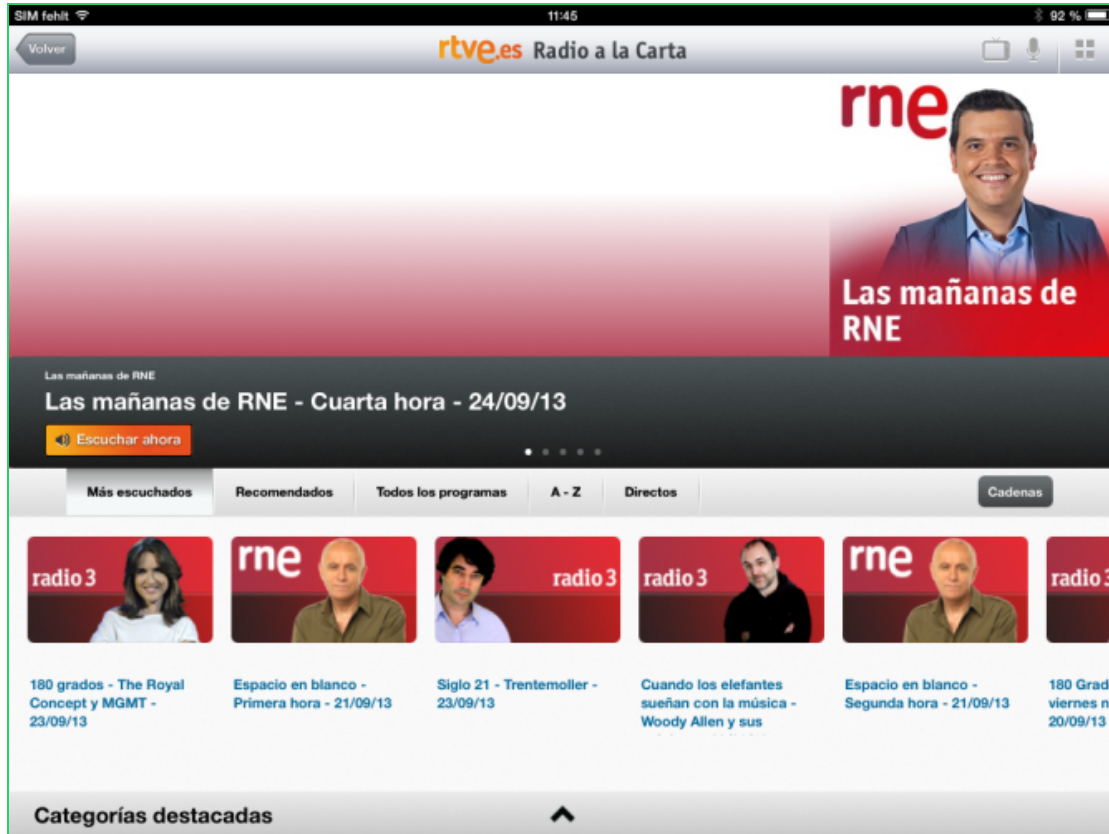 SIM fehlt
11:45
92 %
Volver
rtve.es Radio a la Carta
rne
Las mañanas de
RNE
Las mañanas de RNE
Las mañanas de RNE - Cuarta hora - 24/09/13
Escuchar ahora
Más escuchados
Recomendados
Todos los programas
A - Z
Directos
Cadenas
radio 3
rne
radio 3
radio 3
rne
radio 3
180 grados - The Royal
Concept y MGMT -
23/09/13
Espacio en blanco -
Primera hora - 21/09/13
Siglo 21 - Trentemoller -
23/09/13
Cuando los elefantes
sueñan con la música -
Woody Allen y sus
Espacio en blanco -
Segunda hora - 21/09/13
180 Grad
viernes n
20/09/13
Categorías destacadas